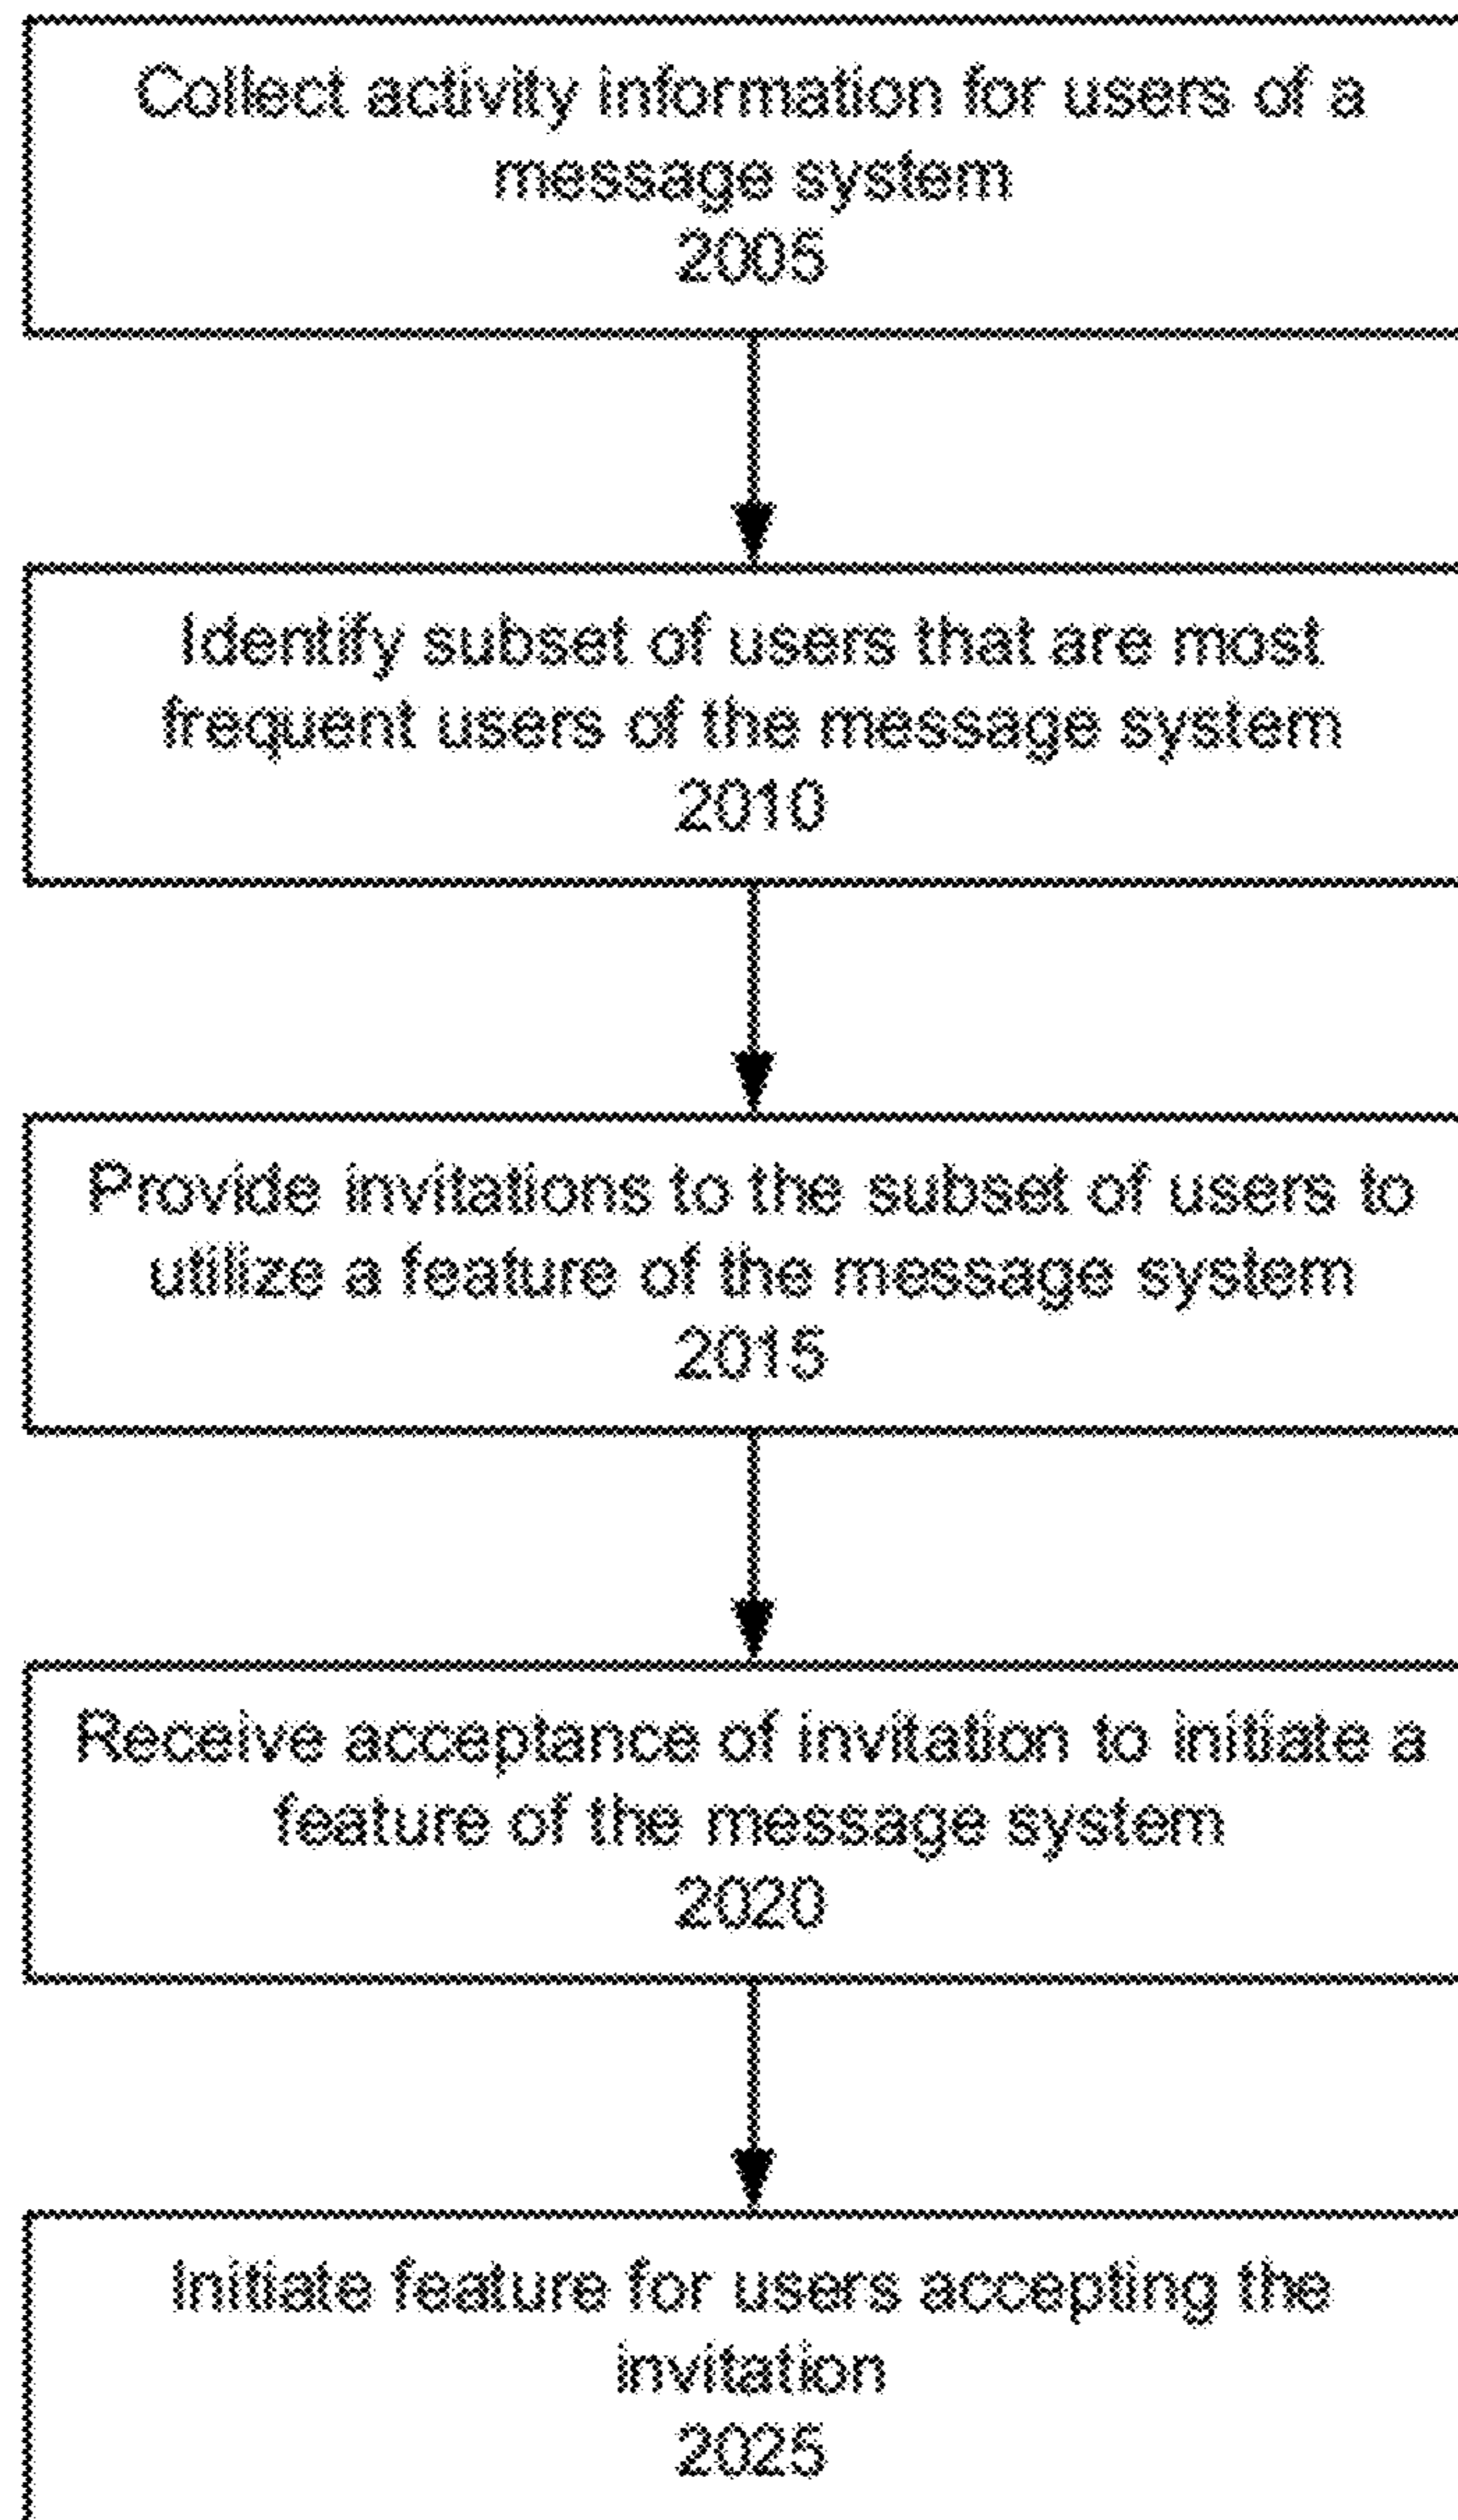 Collect activity information for users of a
message system
2005
Identify subset of users that are most
frequent users of the message system
2010
Provide invitations to the subset of users to
utilize a feature of the message system
2015
Receive acceptance of invitation to initiate a
feature of the message system
2020
Initiate feature for users accepting the
invitation
2025